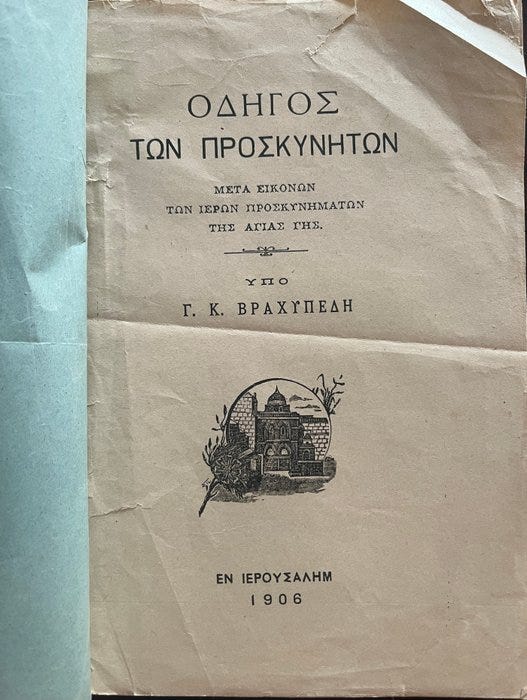 ΟΔΗΓΟΣ
ΤΩΝ ΠΡΟΣΚΥΝΗΤΩΝ
ΜΕΤΑ ΕΙΚΟΝΩΝ
ΤΩΝ ΙΕΡΩΝ ΠΡΟΣΚΥΝΗΜΑΤΩΝ
ΤΗΣ ΑΓΙΑΣ ΓΗΣ.
ΥΠΟ
Γ. Κ. ΒΡΑΧΥΠΕΔΗ
ΕΝ ΙΕΡΟΥΣΑΛΗΜ
1906